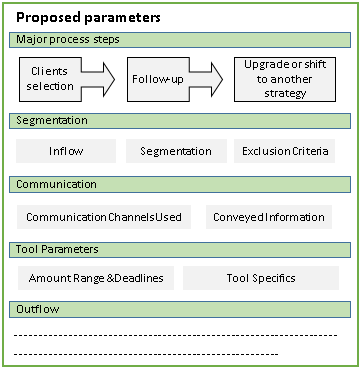 Proposed parameters
Major process steps
Clients
selection
Follow-up
Upgrade or shift
to another
strategy
Segmentation
Inflow
Segmentation
Exclusion Criteria
Communication
Communication Channels Used
Conveyed Information
Tool Parameters
Amount Range & Deadlines
Tool Specifics
Outflow